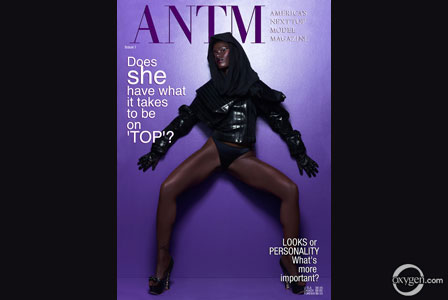 ANTM
AMERICA'S
NEXT TOP
MODEL
MAGAZINE
Issue 1
Does
she
have what
it takes
to be
on
'TOP'?
LOOKS or
PERSONALITY
What's
more
important?
oxygen.com